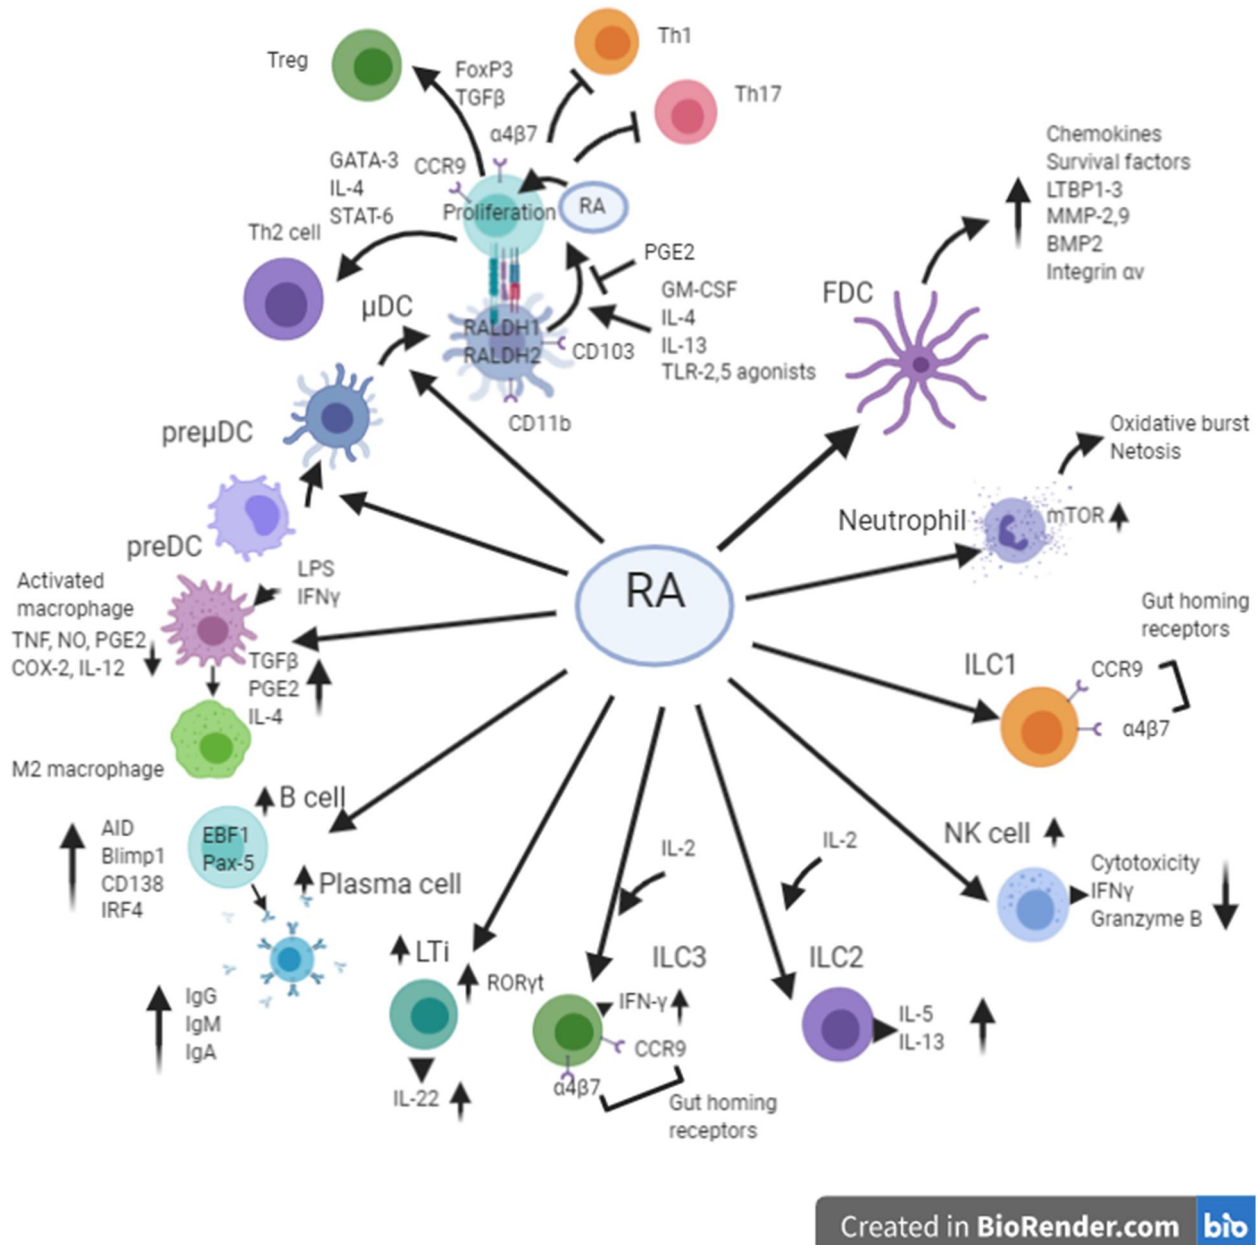 Treg
FoxP3
TGFβ
Th1
Th17
α4β7
CCR9
GATA-3
IL-4
STAT-6
Th2 cell
Proliferation
RA
PGE2
GM-CSF
IL-4
IL-13
TLR-2,5 agonists
μDC
RALDH1
RALDH2
CD103
CD11b
Chemokines
Survival factors
LTBP1-3
MMP-2,9
BMP2
Integrin αv
FDC
preμDC
preDC
Oxidative burst
Netosis
Neutrophil
mTOR
Activated
macrophage
LPS
IFNγ
TNF, NO, PGE2
COX-2, IL-12
TGFβ
PGE2
IL-4
M2 macrophage
RA
Gut homing
receptors
ILC1
CCR9
α4β7
B cell
EBF1
Pax-5
AID
Blimp1
CD138
IRF4
Plasma cell
IgG
IgM
IgA
LTi
RORγt
IL-22
IL-2
ILC3
IFN-γ
CCR9
α4β7
Gut homing
receptors
IL-2
ILC2
IL-5
IL-13
NK cell
Cytotoxicity
IFNγ
Granzyme B
Created in BioRender.com bio